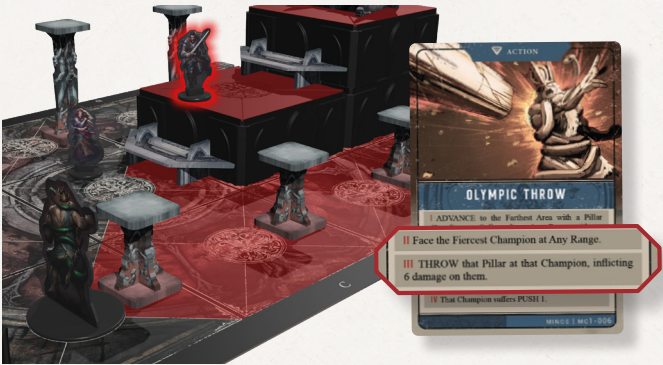 ACTION
OLYMPIC THROW
I ADVANCE to the Farthest Area with a Pillar
II Face the Fiercest Champion at Any Range.
III THROW that Pillar at that Champion, inflicting
6 damage on them.
IV That Champion suffers PUSH 1.
MINOS | MC1-006
C